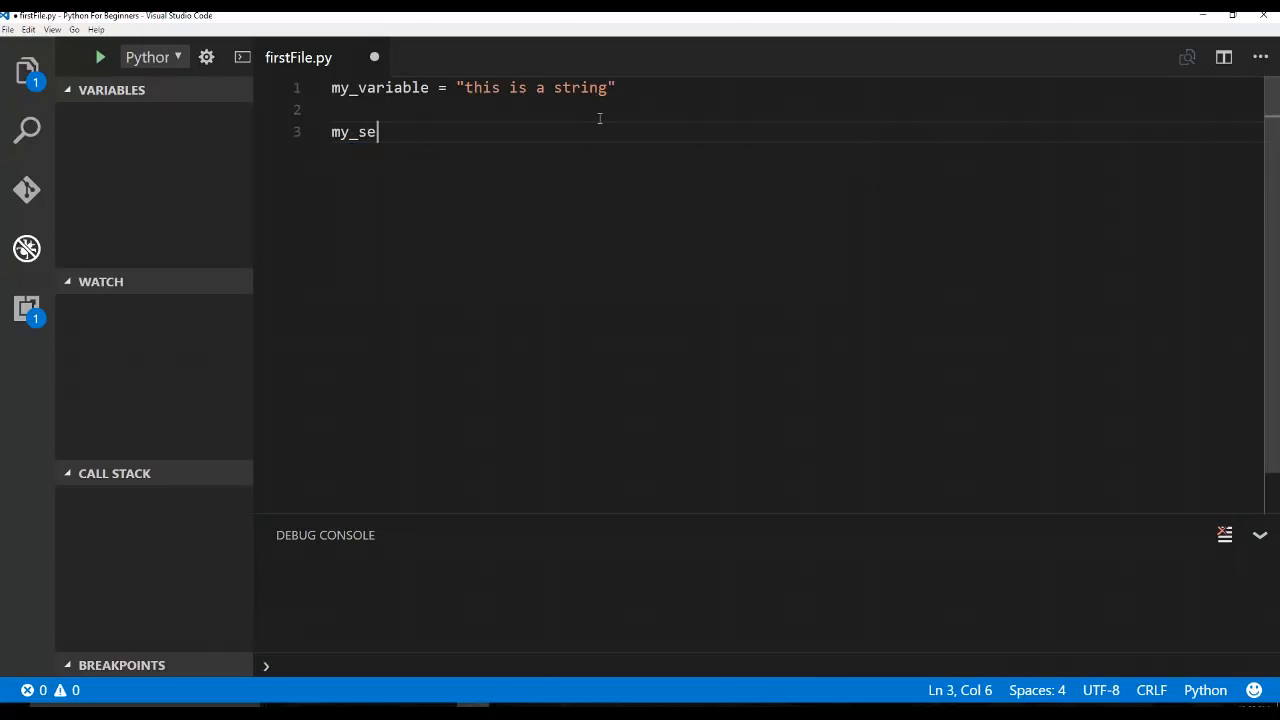 firstFile.py - Python For Beginners - Visual Studio Code
File Edit View Go Help
Python
firstFile.py
VARIABLES
1 my_variable = "this is a string"
2
3 my_se
1
1
WATCH
CALL STACK
DEBUG CONSOLE
BREAKPOINTS
0 0
Ln 3, Col 6 Spaces: 4 UTF-8 CRLF Python